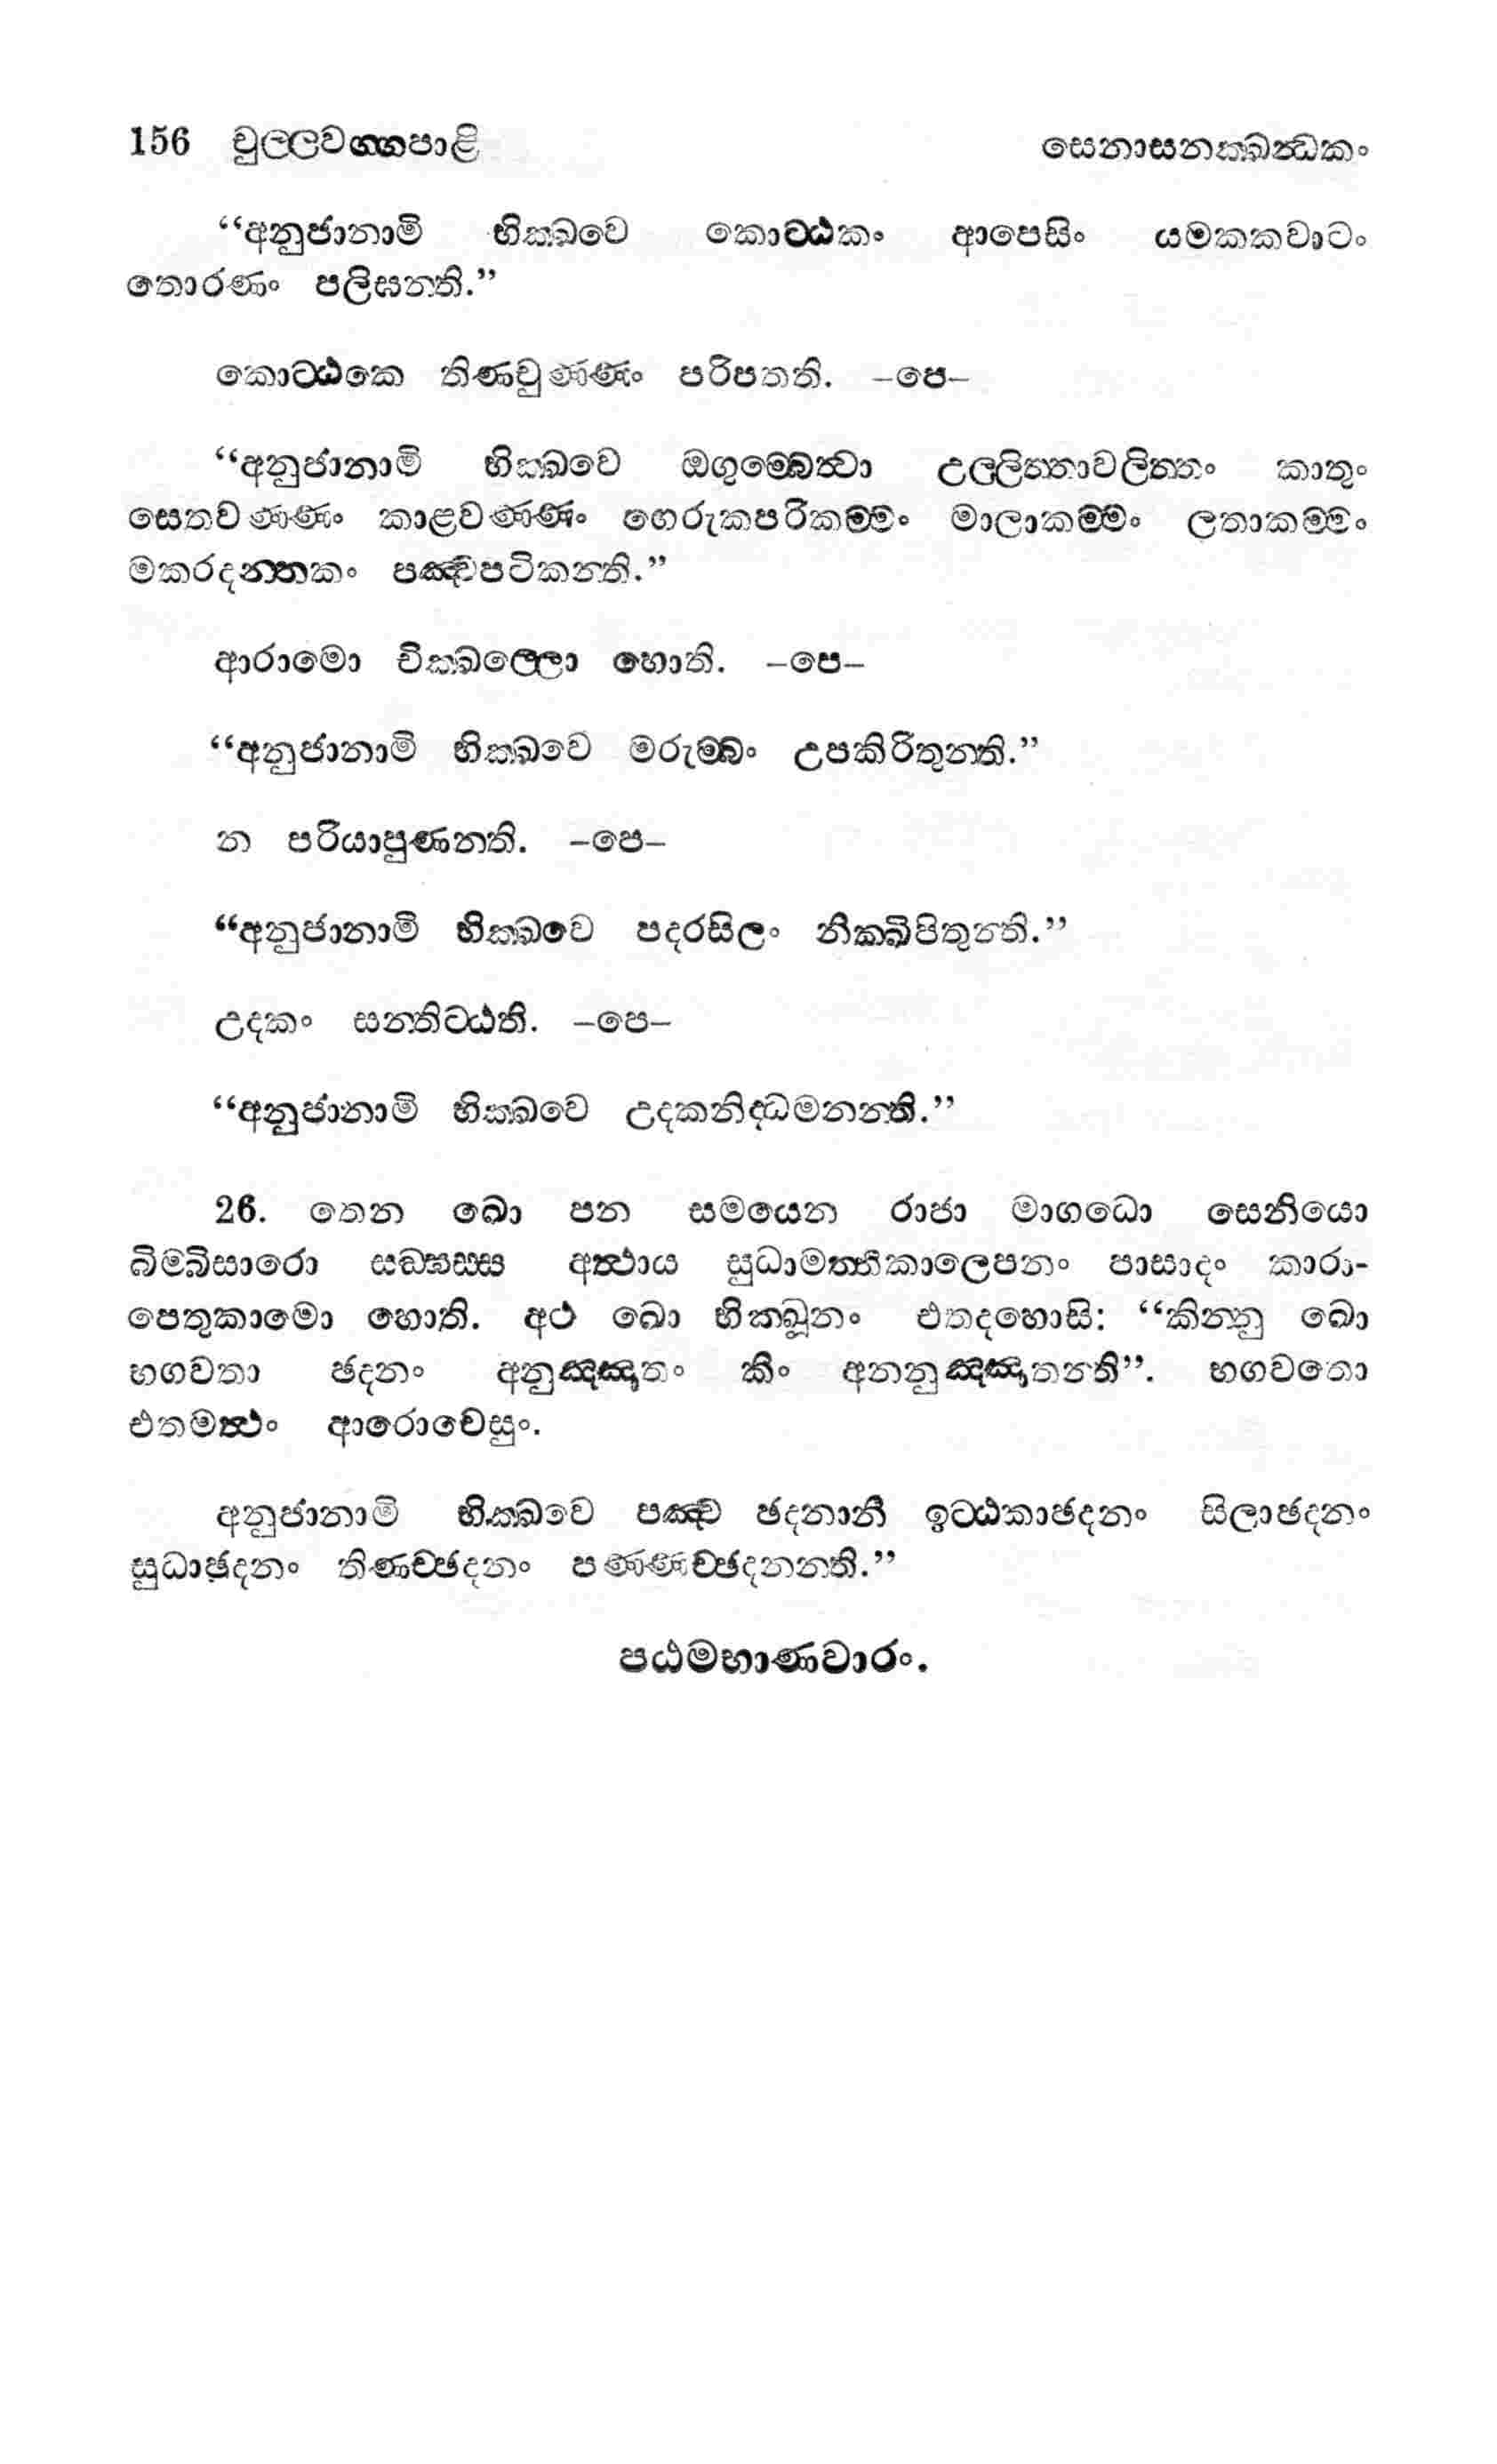 156 චුල්ලවග්ගපාළි සෙනාසනක්ඛන්ධකං
“අනුජානාමි භික්ඛවෙ කොට්ඨකං ආපෙසිං යමකකවාටං
තොරණං පලිඝන්ති.”
කොට්ඨකෙ තිණචුණ්ණං පරිපතති. –පෙ–
“අනුජානාමි භික්ඛවෙ ඔගුම්බෙත්වා උල්ලිත්තාවලිත්තං කාතුං
සෙතවණ්ණං කාළවණ්ණං ගෙරුකපරිකම්මං මාලාකම්මං ලතාකම්මං
මකරදන්තකං පඤ්චපටිකන්ති.”
ආරාමො චික්ඛල්ලො හොති. –පෙ–
“අනුජානාමි භික්ඛවෙ මරුම්බං උපකිරිතුන්ති.”
න පරියාපුණන්ති. –පෙ–
“අනුජානාමි භික්ඛවෙ පදරසිලං නික්ඛිපිතුන්ති.”
උදකං සන්තිට්ඨති. –පෙ–
“අනුජානාමි භික්ඛවෙ උදකනිද්ධමනන්ති.”
26. තෙන ඛො පන සමයෙන රාජා මාගධො සෙනියො
බිම්බිසාරො සඞ්ඝස්ස අත්ථාය සුධාමත්තිකාලෙපනං පාසාදං කාරා-
පෙතුකාමො හොති. අථ ඛො භික්ඛූනං එතදහොසි: “කින්නු ඛො
භගවතා ඡදනං අනුඤ්ඤාතං කිං අනනුඤ්ඤාතන්ති”. භගවතො
එතමත්ථං ආරොචෙසුං.
අනුජානාමි භික්ඛවෙ පඤ්ච ඡදනානි ඉට්ඨකාඡදනං සිලාඡදනං
සුධාඡදනං තිණච්ඡදනං පණ්ණච්ඡදනන්ති.”
පඨමභාණවාරං.